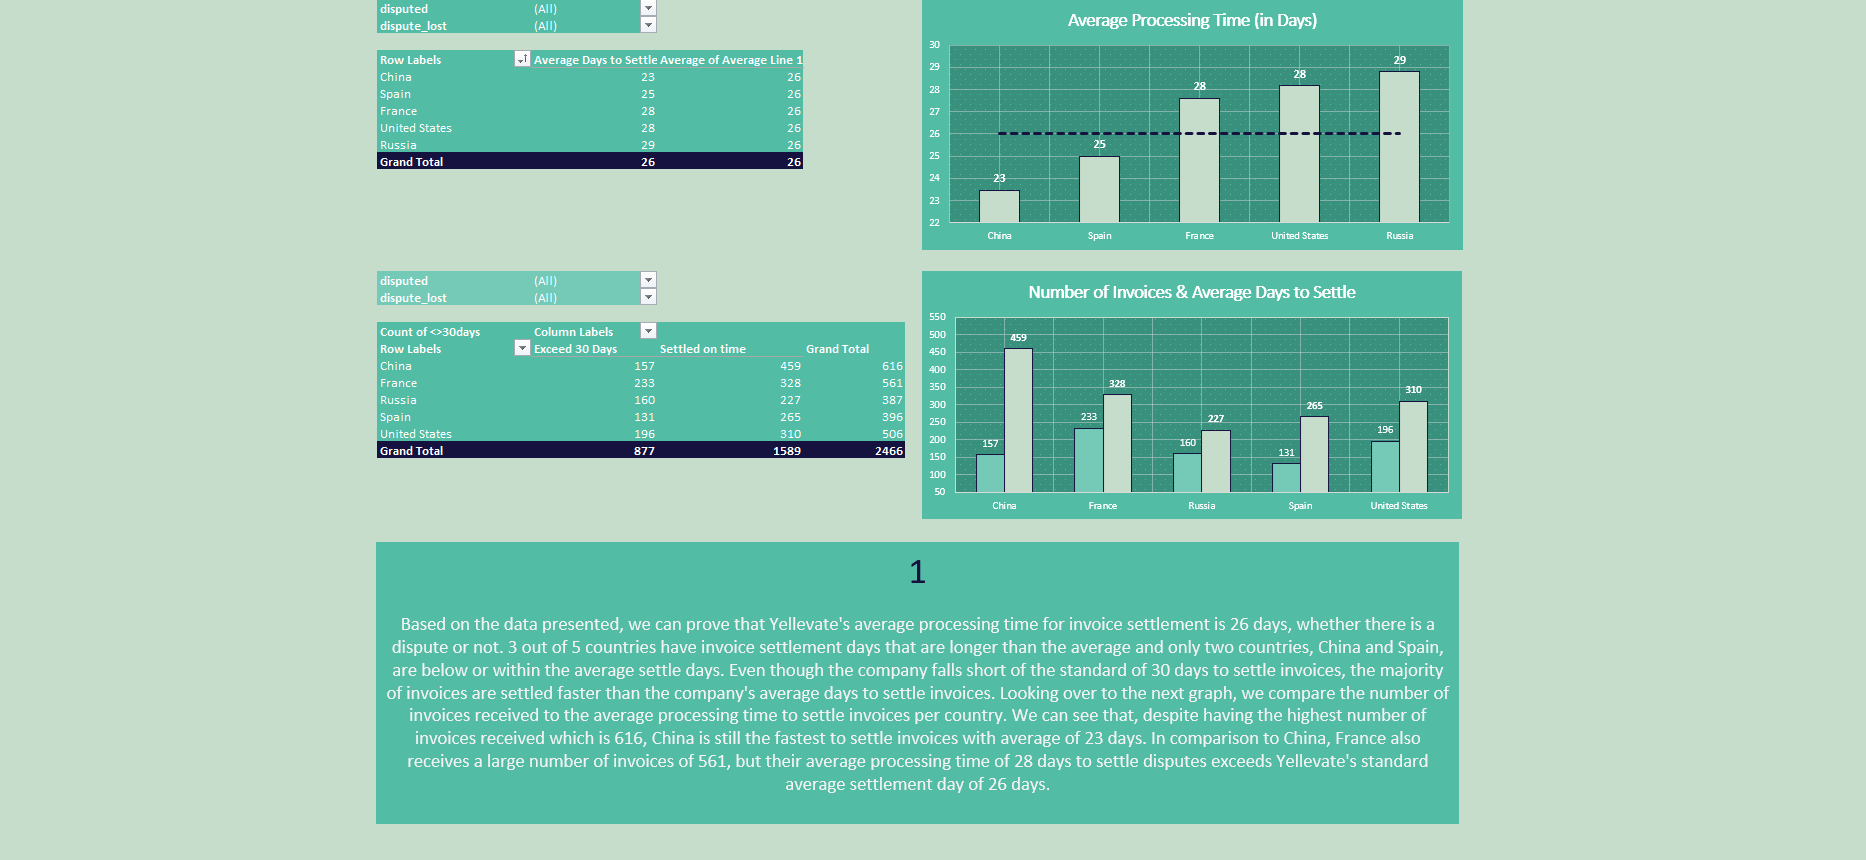 disputed (All)
dispute_lost (All)
Row Labels Average Days to Settle Average of Average Line 1
China 23 26
Spain 25 26
France 28 26
United States 28 26
Russia 29 26
Grand Total 26 26
Average Processing Time (in Days)
30
29
28
27
26
25
24
23
22
23 25 28 28 29
China Spain France United States Russia
disputed (All)
dispute_lost (All)
Count of <>30days Column Labels
Row Labels Exceed 30 Days Settled on time Grand Total
China 157 459 616
France 233 328 561
Russia 160 227 387
Spain 131 265 396
United States 196 310 506
Grand Total 877 1589 2466
Number of Invoices & Average Days to Settle
550
500
450
400
350
300
250
200
150
100
50
157 459 233 328 160 227 131 265 196 310
China France Russia Spain United States
1
Based on the data presented, we can prove that Yellevate's average processing time for invoice settlement is 26 days, whether there is a
dispute or not. 3 out of 5 countries have invoice settlement days that are longer than the average and only two countries, China and Spain,
are below or within the average settle days. Even though the company falls short of the standard of 30 days to settle invoices, the majority
of invoices are settled faster than the company's average days to settle invoices. Looking over to the next graph, we compare the number of
invoices received to the average processing time to settle invoices per country. We can see that, despite having the highest number of
invoices received which is 616, China is still the fastest to settle invoices with average of 23 days. In comparison to China, France also
receives a large number of invoices of 561, but their average processing time of 28 days to settle disputes exceeds Yellevate's standard
average settlement day of 26 days.